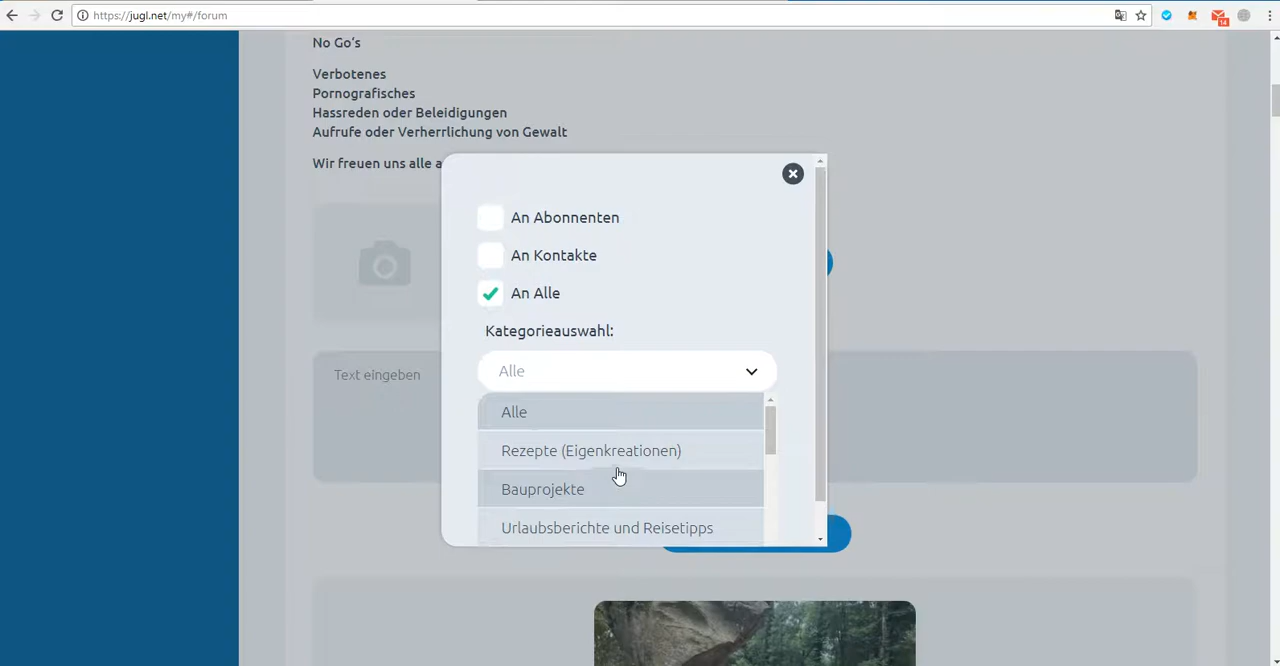 https://jugl.net/my#/forum
14
No Go's
Verbotenes
Pornografisches
Hassreden oder Beleidigungen
Aufrufe oder Verherrlichung von Gewalt
Wir freuen uns alle a
An Abonnenten
An Kontakte
An Alle
Kategorieauswahl:
Alle
Text eingeben
Alle
Rezepte (Eigenkreationen)
Bauprojekte
Urlaubsberichte und Reisetipps